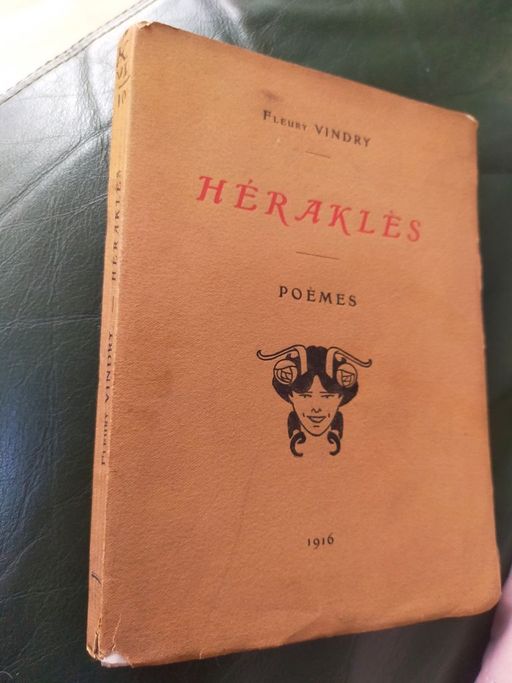 Fleury VINDRY
HÉRAKLÈS
POÈMES
1916
Fleury VINDRY — HÉRAKLÈS